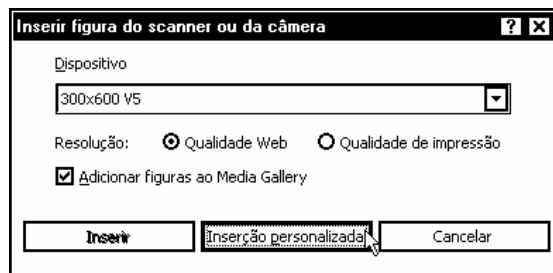 Inserir figura do scanner ou da câmera ? X
Dispositivo
300x600 V5
Resolução: Qualidade Web Qualidade de impressão
Adicionar figuras ao Media Gallery
Inserir Inserção personalizada Cancelar